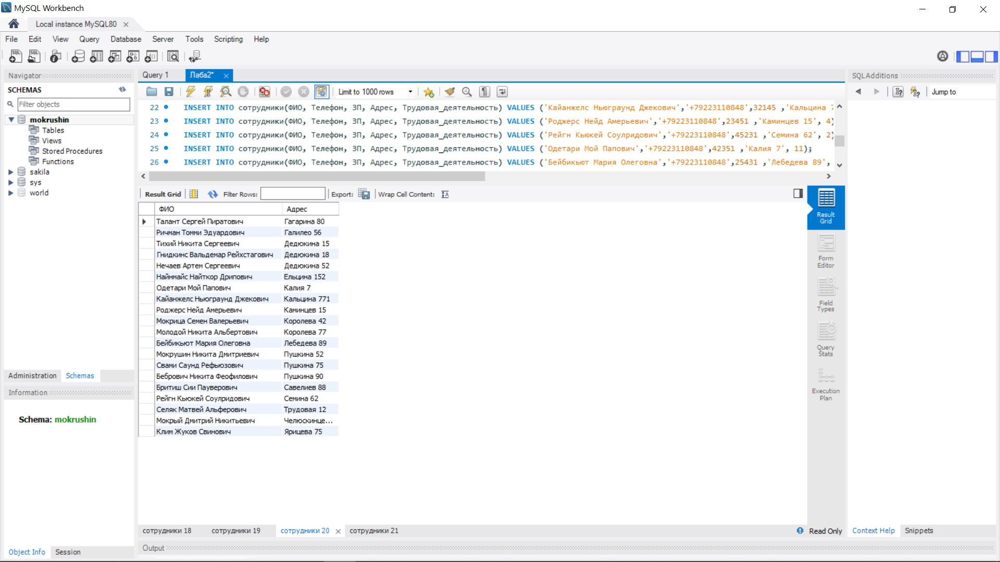 MySQL Workbench
Local instance MySQL80
File Edit View Query Database Server Tools Scripting Help
Navigator
SCHEMAS
Filter objects
mokrushin
Tables
Views
Stored Procedures
Functions
sakila
sys
world
Administration Schemas
Information
Schema: mokrushin
Object Info Session
Query 1 Лаба2*
Limit to 1000 rows
22 INSERT INTO сотрудники(ФИО, Телефон, ЗП, Адрес, Трудовая_деятельность) VALUES ('Кайанжелс Ньюграунд Джекович','+79223110848',32145 ,'Кальцина 7
23 INSERT INTO сотрудники(ФИО, Телефон, ЗП, Адрес, Трудовая_деятельность) VALUES ('Роджерс Нейд Амерьевич','+79223110848',23451 ,'Каминцев 15', 4)
24 INSERT INTO сотрудники(ФИО, Телефон, ЗП, Адрес, Трудовая_деятельность) VALUES ('Рейгн Кьюкей Соулридович','+79223110848',45231 ,'Семина 62', 2)
25 INSERT INTO сотрудники(ФИО, Телефон, ЗП, Адрес, Трудовая_деятельность) VALUES ('Одетари Мой Папович','+79223110848',42351 ,'Калия 7', 11);
26 INSERT INTO сотрудники(ФИО, Телефон, ЗП, Адрес, Трудовая_деятельность) VALUES ('Бейбикьют Мария Олеговна','+79223110848',25431 ,'Лебедева 89',
Result Grid Filter Rows: Export: Wrap Cell Content:
ФИО Адрес
Талант Сергей Пиратович Гагарина 80
Ричман Томми Эдуардович Галилео 56
Тихий Никита Сергеевич Дедюкина 15
Гнидкинс Вальдемар Рейхстагович Дедюкина 18
Нечаев Артем Сергеевич Дедюкина 52
Найнмайс Найткор Дрипович Ельцина 152
Одетари Мой Папович Калия 7
Кайанжелс Ньюграунд Джекович Кальцина 771
Роджерс Нейд Амерьевич Каминцев 15
Мокрица Семен Валерьевич Королева 42
Молодой Никита Альбертович Королева 77
Бейбикьют Мария Олеговна Лебедева 89
Мокрушин Никита Дмитриевич Пушкина 52
Свами Саунд Рефьюзович Пушкина 75
Бебрович Никита Феофилович Пушкина 90
Бритиш Сии Пауверович Савелиев 88
Рейгн Кьюкей Соулридович Семина 62
Селяк Матвей Альферович Трудовая 12
Мокрый Дмитрий Никитьевич Челюскинце...
Клим Жуков Свинович Ярицева 75
Result Grid
Form Editor
Field Types
Query Stats
Execution Plan
сотрудники 18 сотрудники 19 сотрудники 20 сотрудники 21
Read Only
Output
SQLAdditions
Jump to
Context Help Snippets